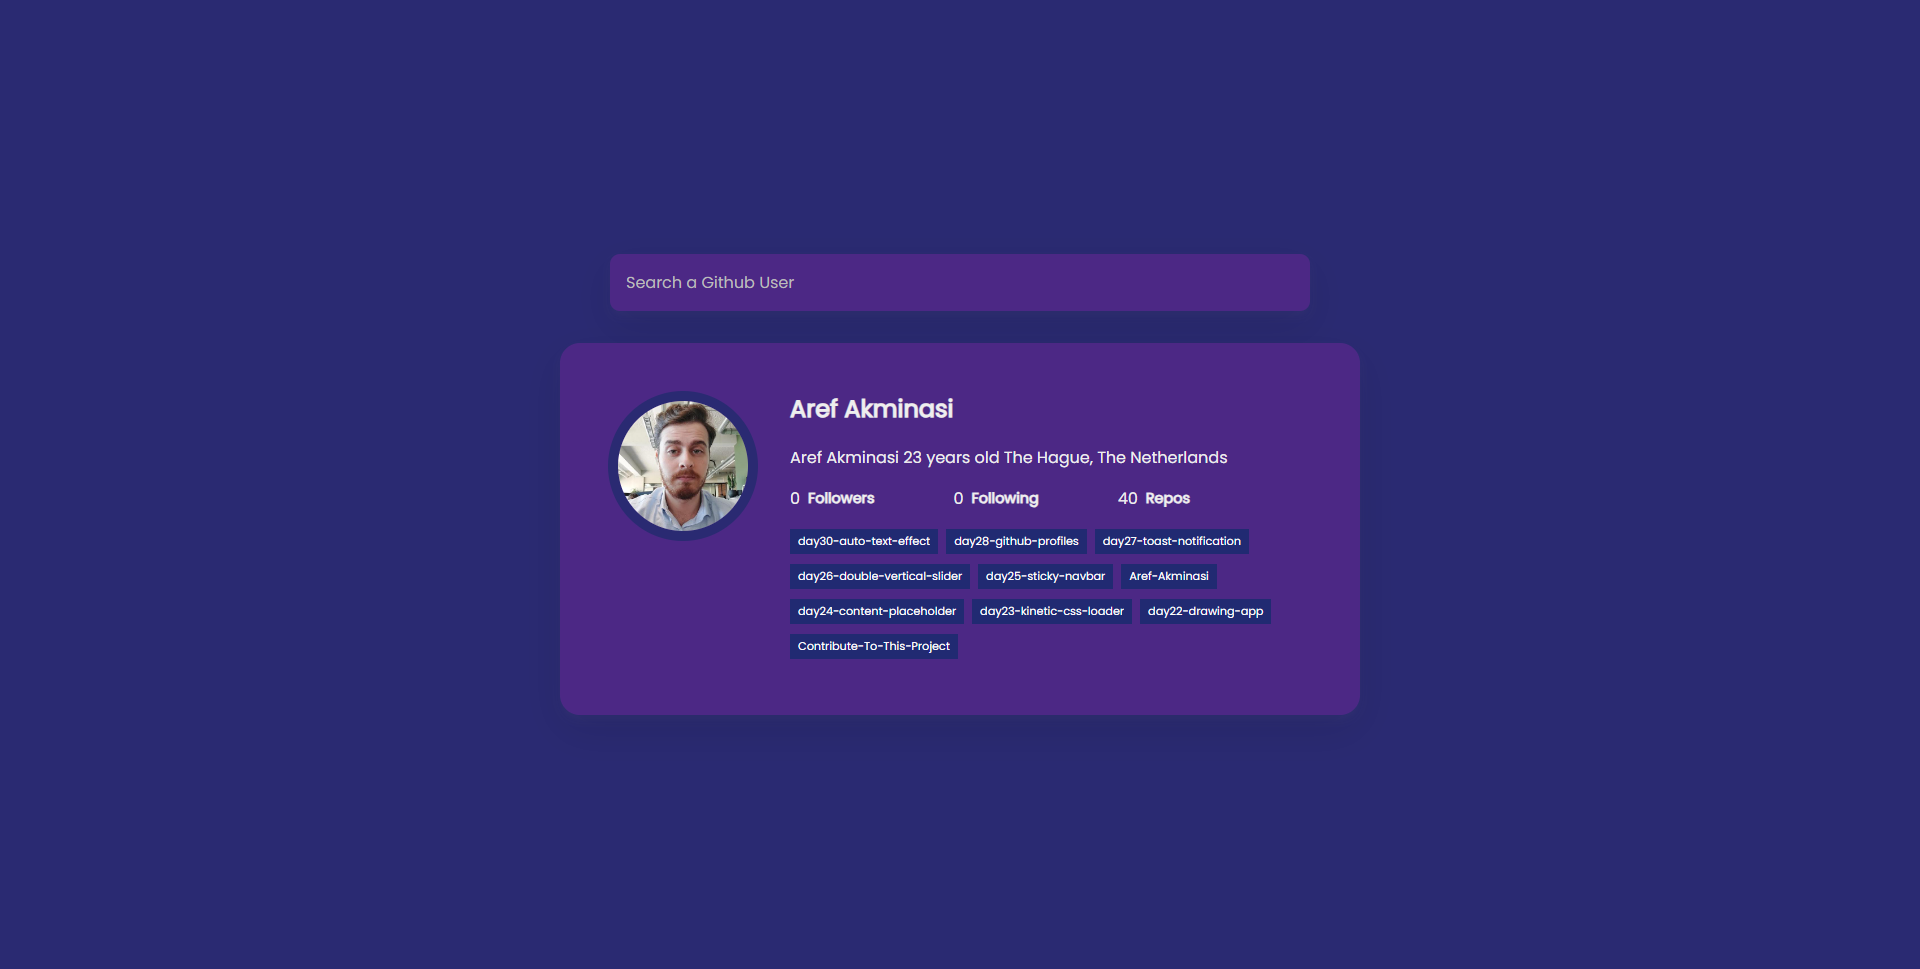 Search a Github User
Aref Akminasi
Aref Akminasi 23 years old The Hague, The Netherlands
0 Followers 0 Following 40 Repos
day30-auto-text-effect day28-github-profiles day27-toast-notification
day26-double-vertical-slider day25-sticky-navbar Aref-Akminasi
day24-content-placeholder day23-kinetic-css-loader day22-drawing-app
Contribute-To-This-Project